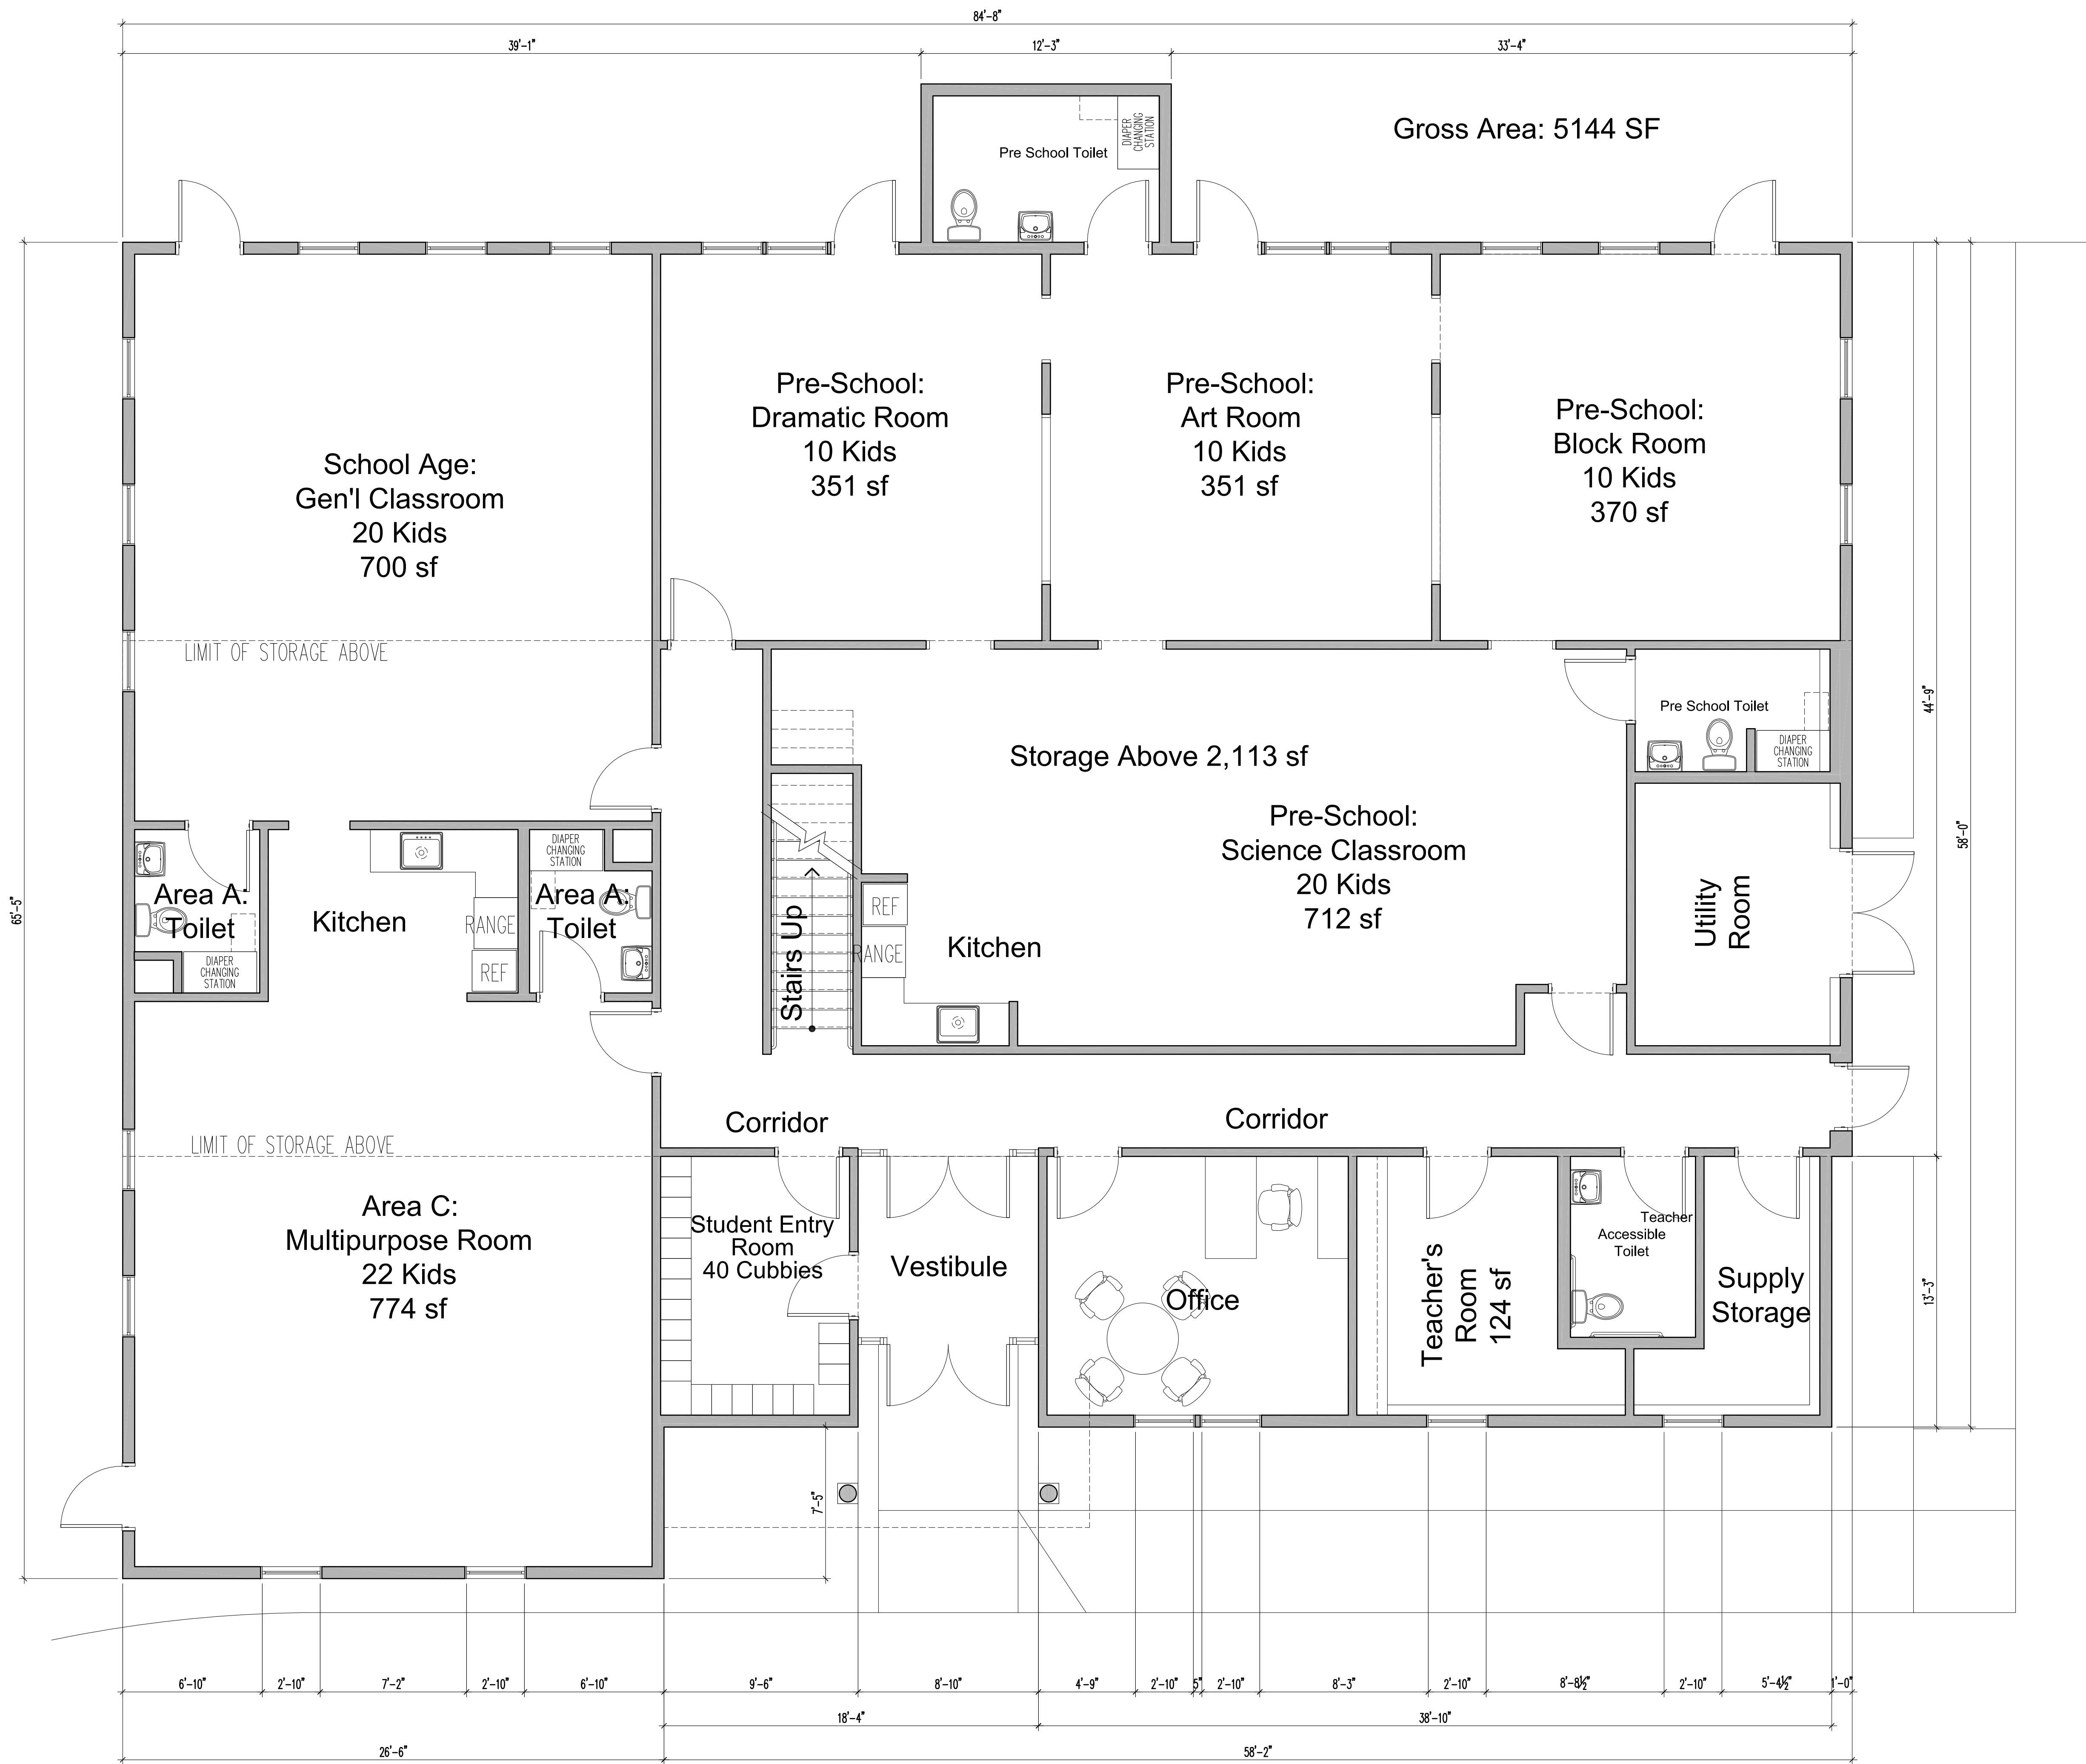 84'-8"
39'-1"
12'-3"
33'-4"
Gross Area: 5144 SF
Pre School Toilet
DIAPER
CHANGING
STATION
School Age:
Gen'l Classroom
20 Kids
700 sf
Pre-School:
Dramatic Room
10 Kids
351 sf
Pre-School:
Art Room
10 Kids
351 sf
Pre-School:
Block Room
10 Kids
370 sf
LIMIT OF STORAGE ABOVE
Storage Above 2,113 sf
Pre School Toilet
DIAPER
CHANGING
STATION
44'-9"
58'-0"
65'-5"
Pre-School:
Science Classroom
20 Kids
712 sf
Area A:
Toilet
DIAPER
CHANGING
STATION
Kitchen
RANGE
REF
DIAPER
CHANGING
STATION
Area A:
Toilet
Stairs Up
REF
RANGE
Kitchen
Utility
Room
Corridor
Corridor
LIMIT OF STORAGE ABOVE
Area C:
Multipurpose Room
22 Kids
774 sf
Student Entry
Room
40 Cubbies
Vestibule
Office
Teacher's
Room
124 sf
Teacher
Accessible
Toilet
Supply
Storage
13'-3"
7'-5"
6'-10"
2'-10"
7'-2"
2'-10"
6'-10"
9'-6"
8'-10"
4'-9"
2'-10"
5"
2'-10"
8'-3"
2'-10"
8'-8½"
2'-10"
5'-4½"
1'-0"
18'-4"
38'-10"
26'-6"
58'-2"